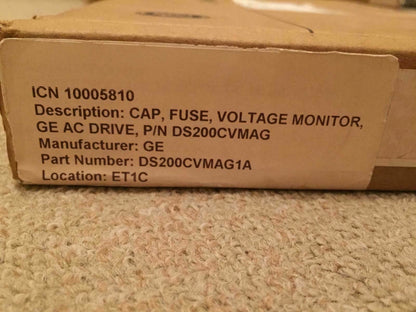 ICN 10005810
Description: CAP, FUSE, VOLTAGE MONITOR,
GE AC DRIVE, P/N DS200CVMAG
Manufacturer: GE
Part Number: DS200CVMAG1A
Location: ET1C